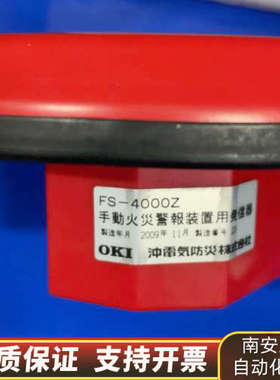 FS-4000Z
手動火災警報装置用発信器
製造年月 2009年11月 製造番号
OKI 沖電気防災株式会社
质保证 支持开票
南安
自动化